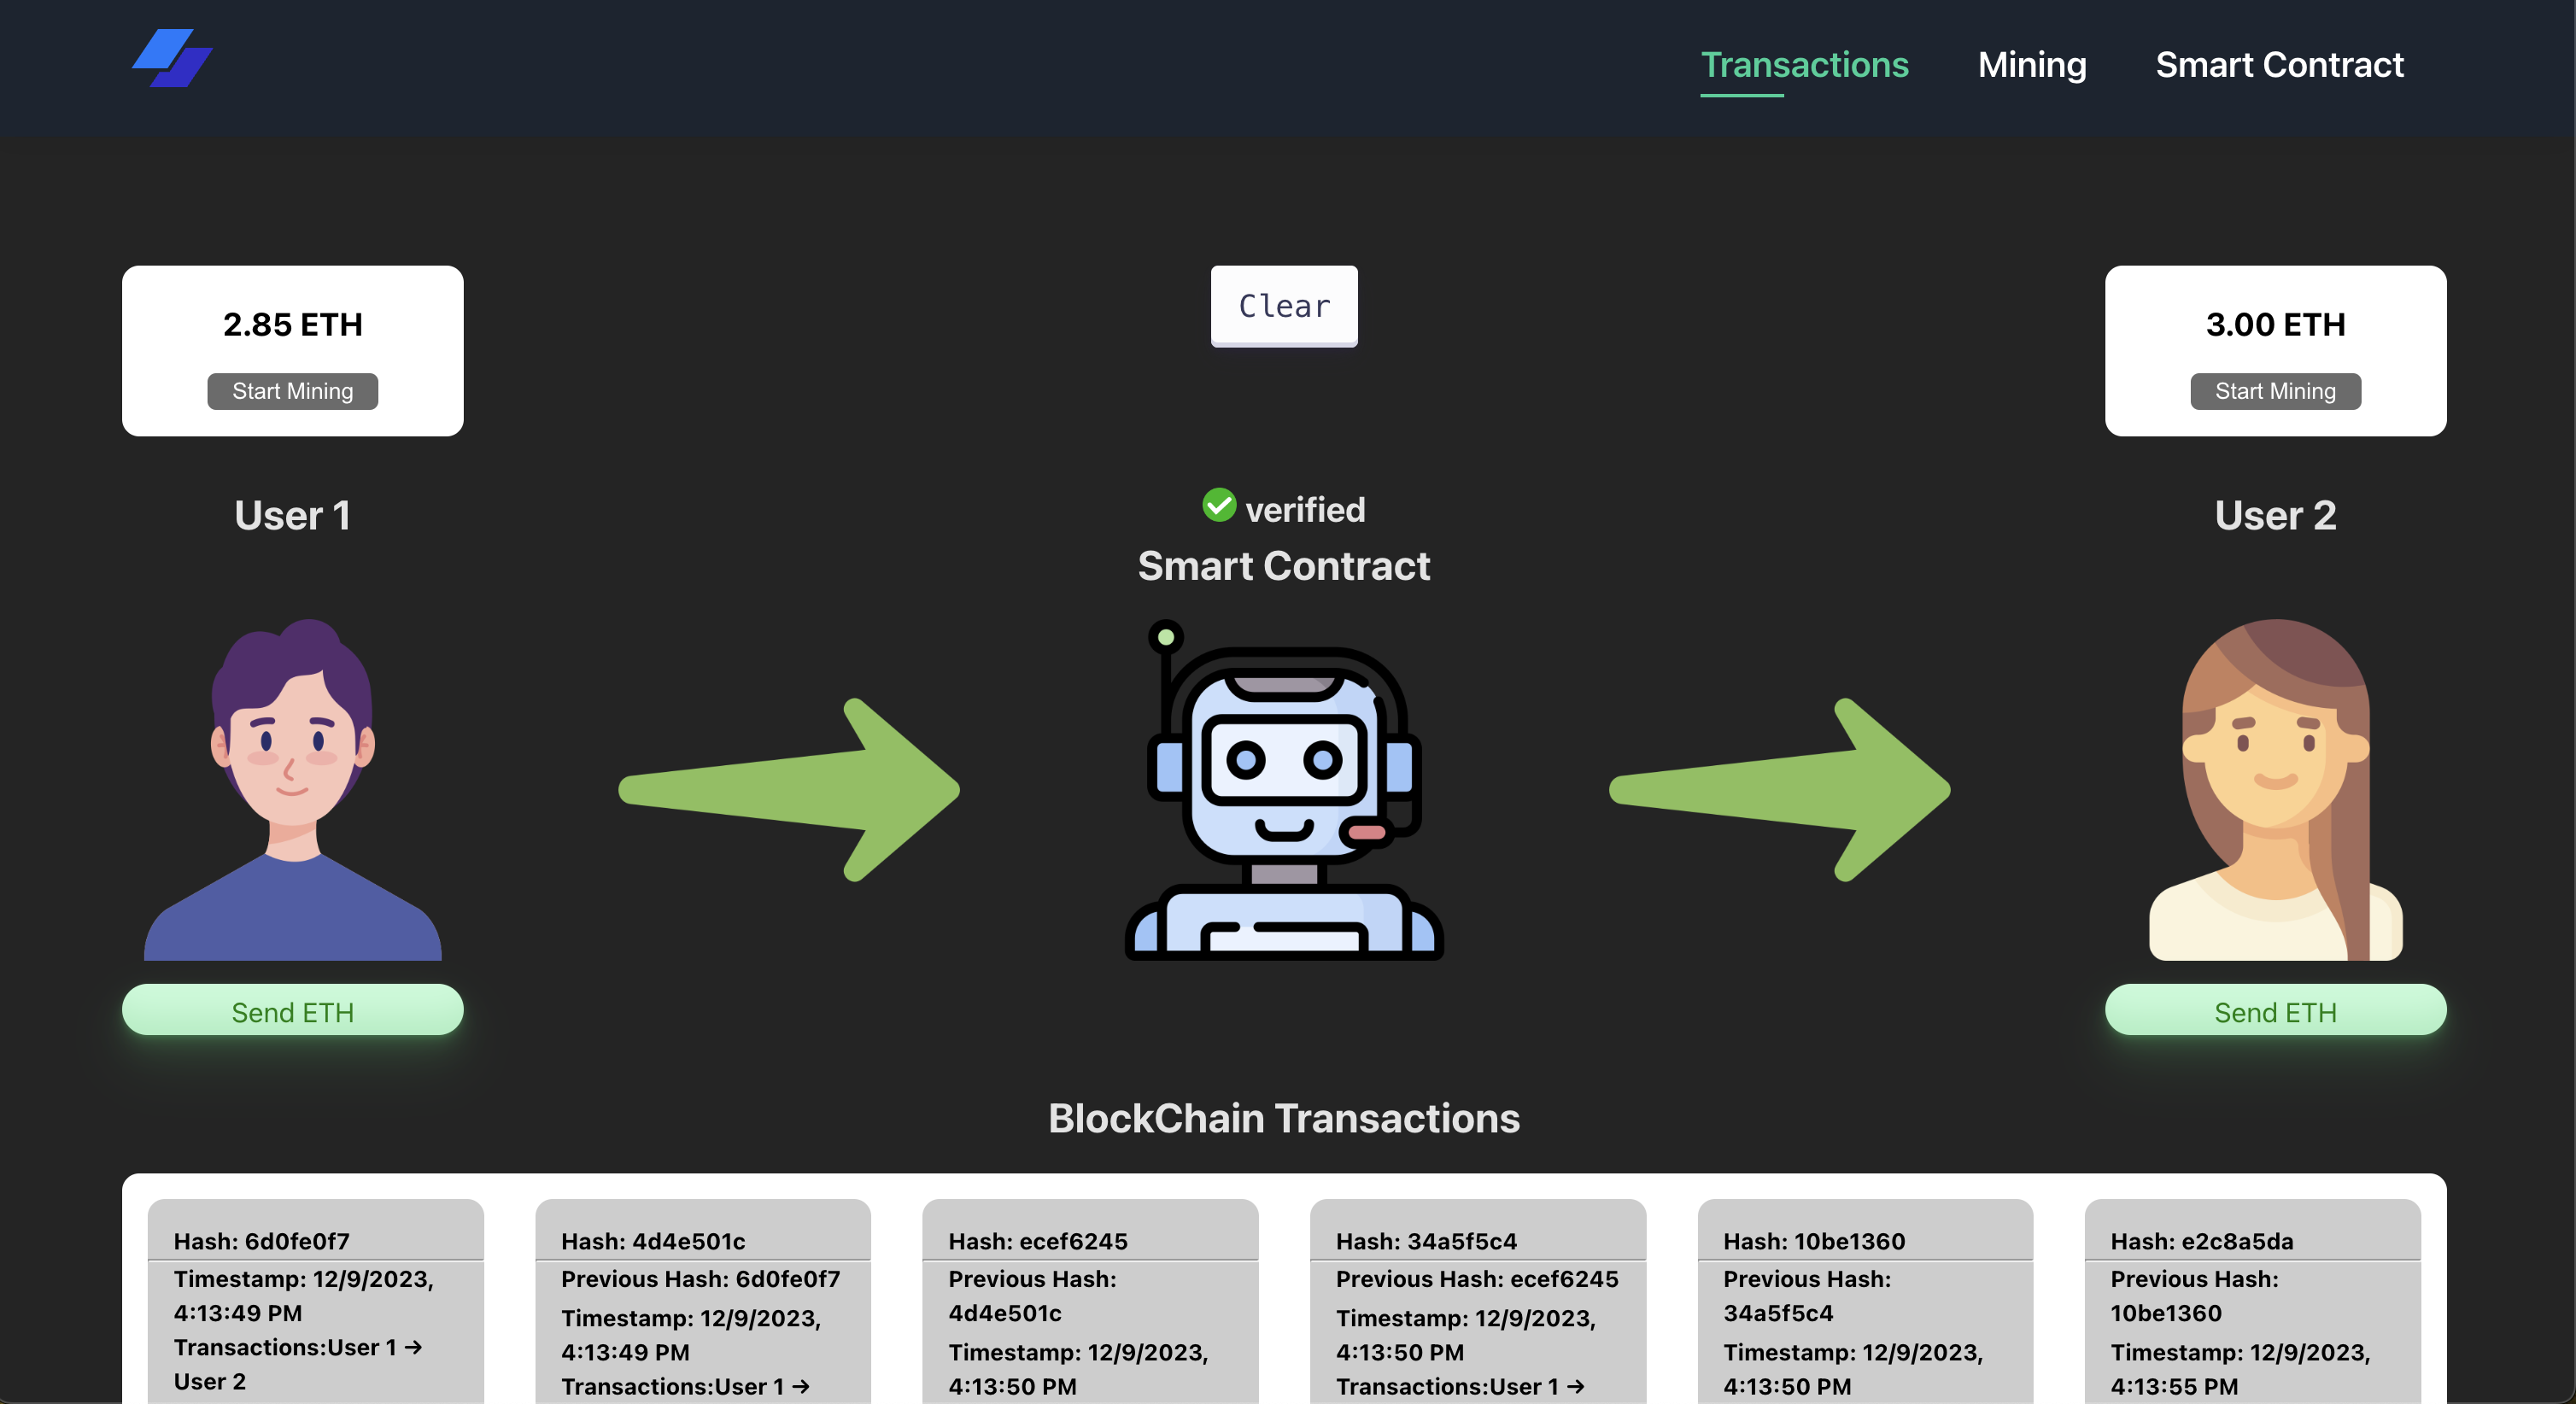 Transactions Mining Smart Contract
2.85 ETH
Start Mining
Clear
3.00 ETH
Start Mining
User 1
verified
Smart Contract
User 2
Send ETH
Send ETH
BlockChain Transactions
Hash: 6d0fe0f7
Timestamp: 12/9/2023,
4:13:49 PM
Transactions:User 1 →
User 2
Hash: 4d4e501c
Previous Hash: 6d0fe0f7
Timestamp: 12/9/2023,
4:13:49 PM
Transactions:User 1 →
Hash: ecef6245
Previous Hash:
4d4e501c
Timestamp: 12/9/2023,
4:13:50 PM
Hash: 34a5f5c4
Previous Hash: ecef6245
Timestamp: 12/9/2023,
4:13:50 PM
Transactions:User 1 →
Hash: 10be1360
Previous Hash:
34a5f5c4
Timestamp: 12/9/2023,
4:13:50 PM
Hash: e2c8a5da
Previous Hash:
10be1360
Timestamp: 12/9/2023,
4:13:55 PM